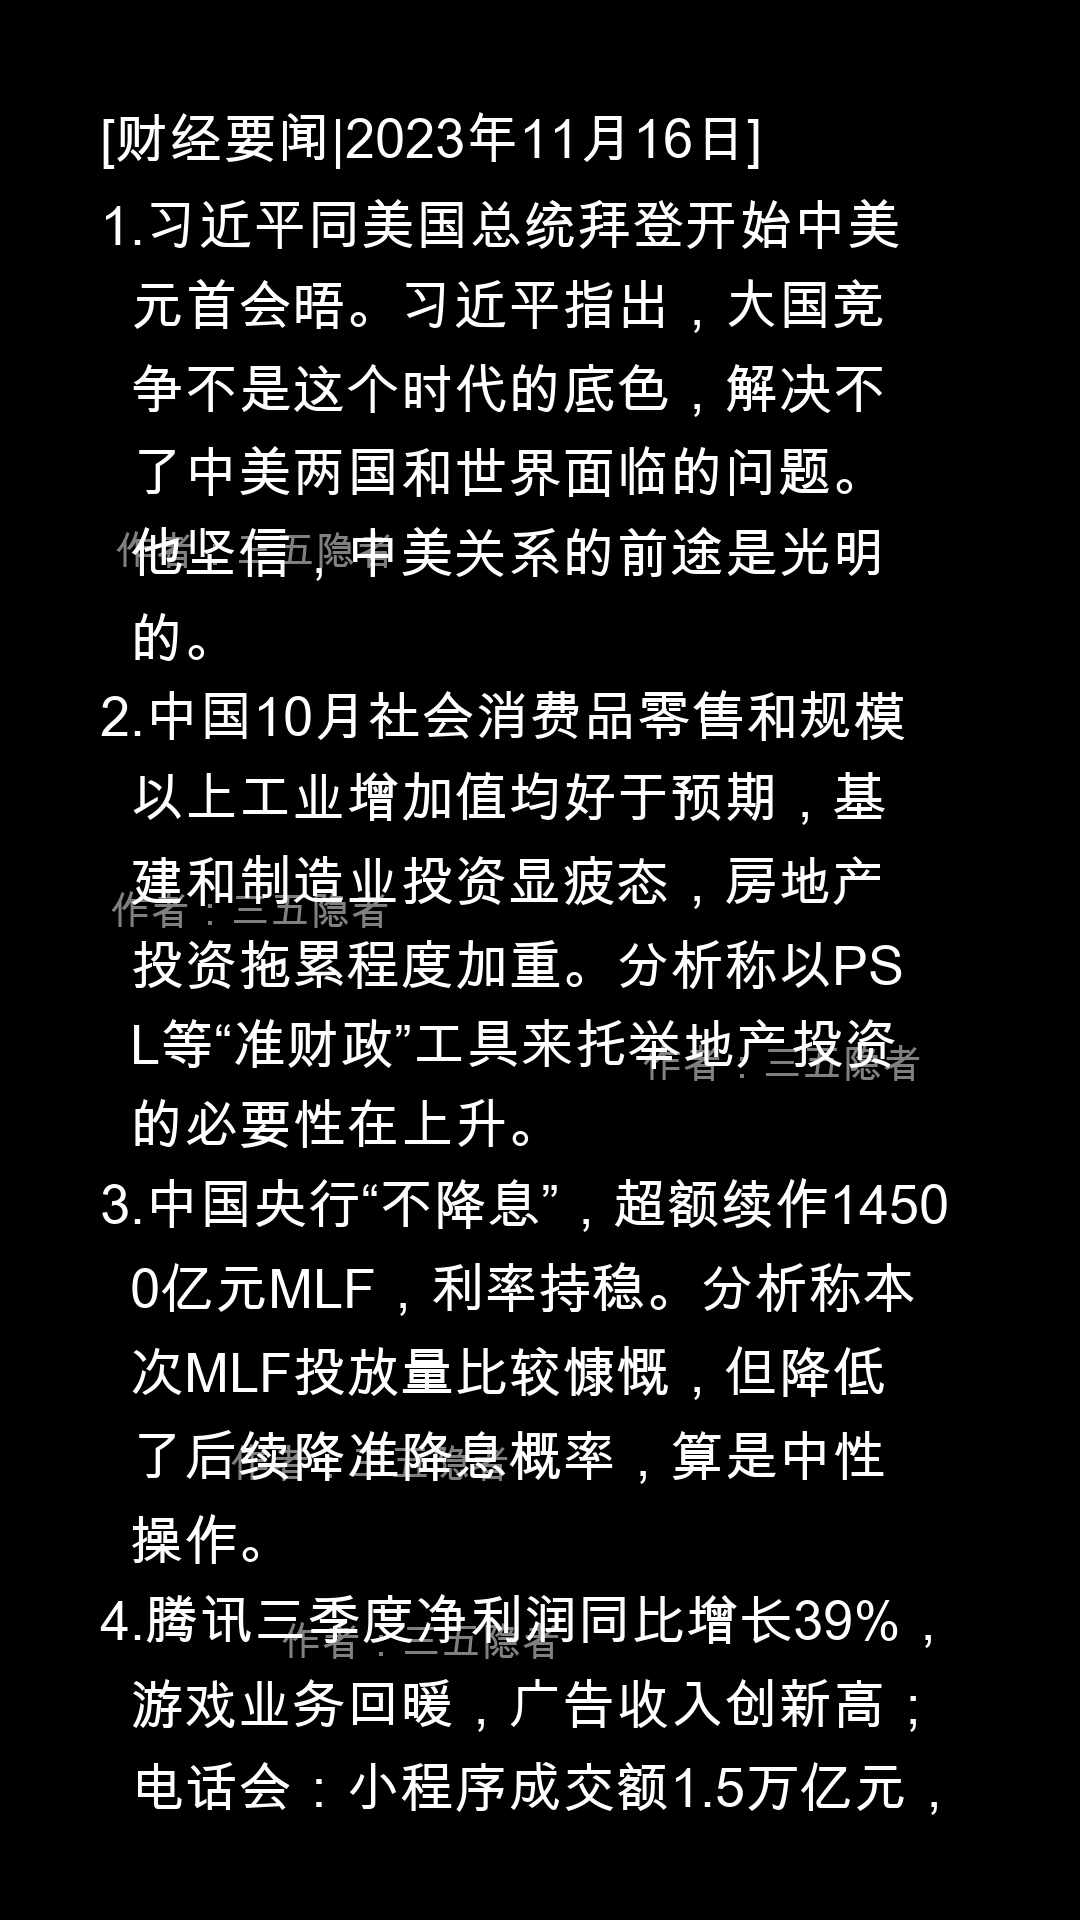 [财经要闻|2023年11月16日]
1.习近平同美国总统拜登开始中美
元首会晤。习近平指出，大国竞
争不是这个时代的底色，解决不
了中美两国和世界面临的问题。
他坚信，中美关系的前途是光明
作者：三五隐者
的。
2.中国10月社会消费品零售和规模
以上工业增加值均好于预期，基
建和制造业投资显疲态，房地产
作者：三五隐者
投资拖累程度加重。分析称以PS
L等“准财政”工具来托举地产投资
作者：三五隐者
的必要性在上升。
3.中国央行“不降息”，超额续作1450
0亿元MLF，利率持稳。分析称本
次MLF投放量比较慷慨，但降低
了后续降准降息概率，算是中性
作者：三五隐者
操作。
4.腾讯三季度净利润同比增长39%，
作者：三五隐者
游戏业务回暖，广告收入创新高；
电话会：小程序成交额1.5万亿元，